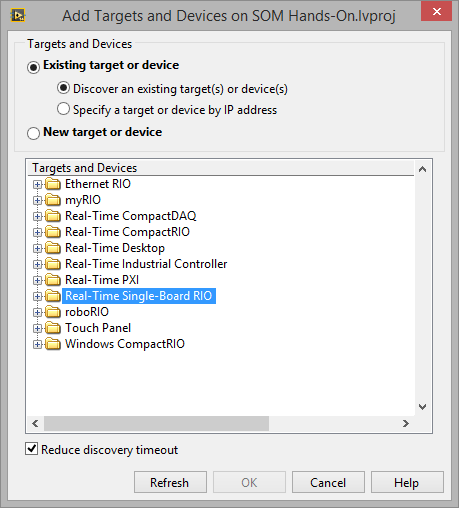 Add Targets and Devices on SOM Hands-On.lvproj
Targets and Devices
Existing target or device
Discover an existing target(s) or device(s)
Specify a target or device by IP address
New target or device
Targets and Devices
Ethernet RIO
myRIO
Real-Time CompactDAQ
Real-Time CompactRIO
Real-Time Desktop
Real-Time Industrial Controller
Real-Time PXI
Real-Time Single-Board RIO
roboRIO
Touch Panel
Windows CompactRIO
Reduce discovery timeout
Refresh OK Cancel Help